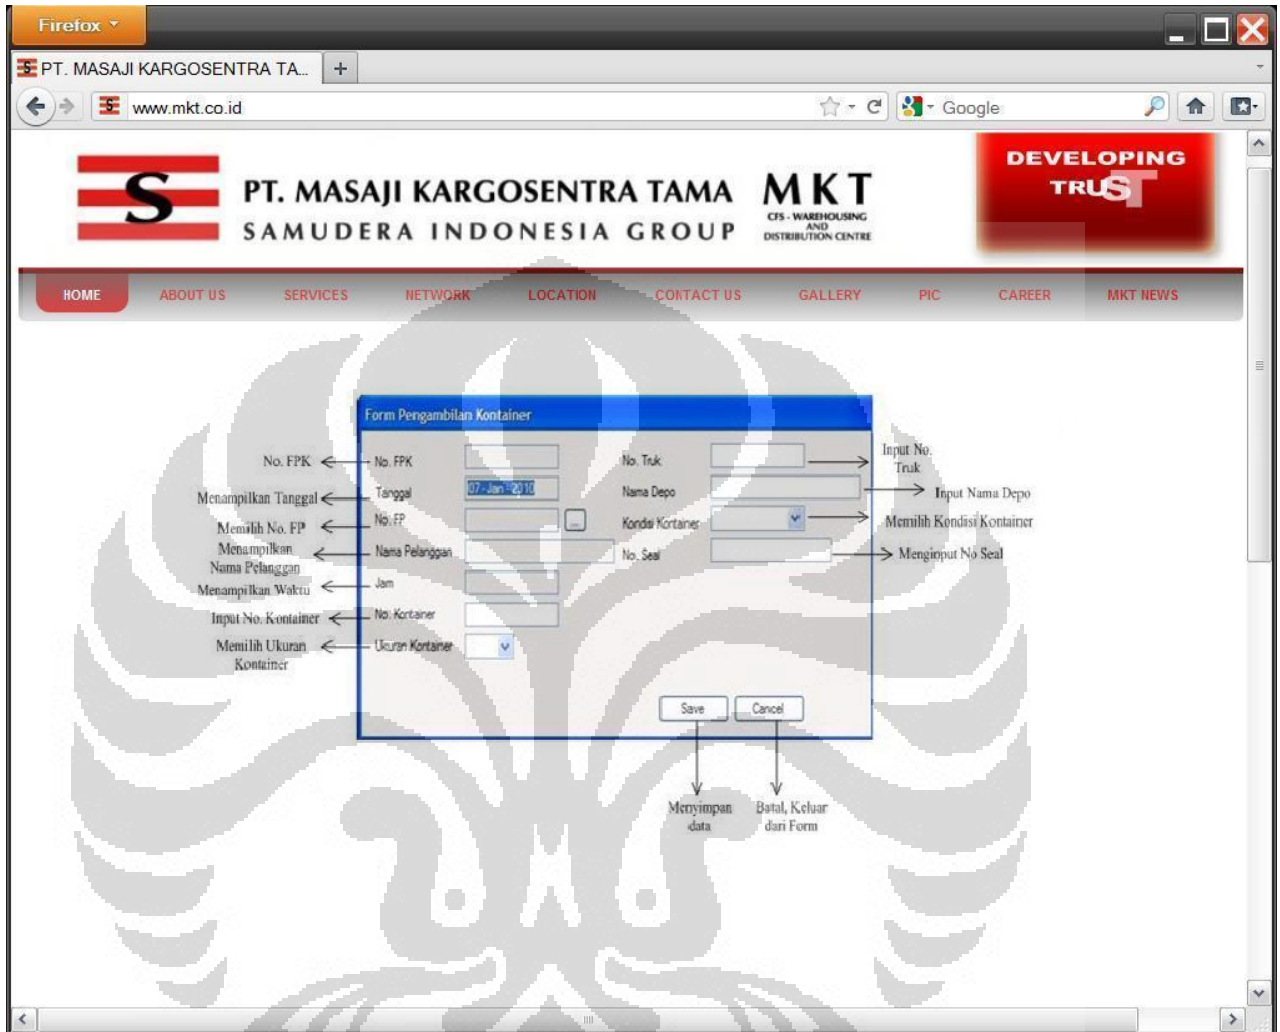 Firefox
PT. MASAJI KARGOSENTRA TA...
www.mkt.co.id
Google
S
PT. MASAJI KARGOSENTRA TAMA
SAMUDERA INDONESIA GROUP
MKT
CFS - WAREHOUSING
AND
DISTRIBUTION CENTRE
DEVELOPING
TRUST
HOME ABOUT US SERVICES NETWORK LOCATION CONTACT US GALLERY PIC CAREER MKT NEWS
Form Pengambilan Kontainer
No. FPK No. FPK No. Truk Input No.
Truk
Menampilkan Tanggal Tanggal 07-Jan-2010 Nama Depo Input Nama Depo
Memilih No. FP No. FP ... Kondisi Kontainer Memilih Kondisi Kontainer
Menampilkan
Nama Pelanggan Nama Pelanggan No. Seal Menginput No Seal
Menampilkan Waktu Jam
Input No. Kontainer No. Kontainer
Memilih Ukuran
Kontainer Ukuran Kontainer
Save Cancel
Menyimpan
data
Batal, Keluar
dari Form